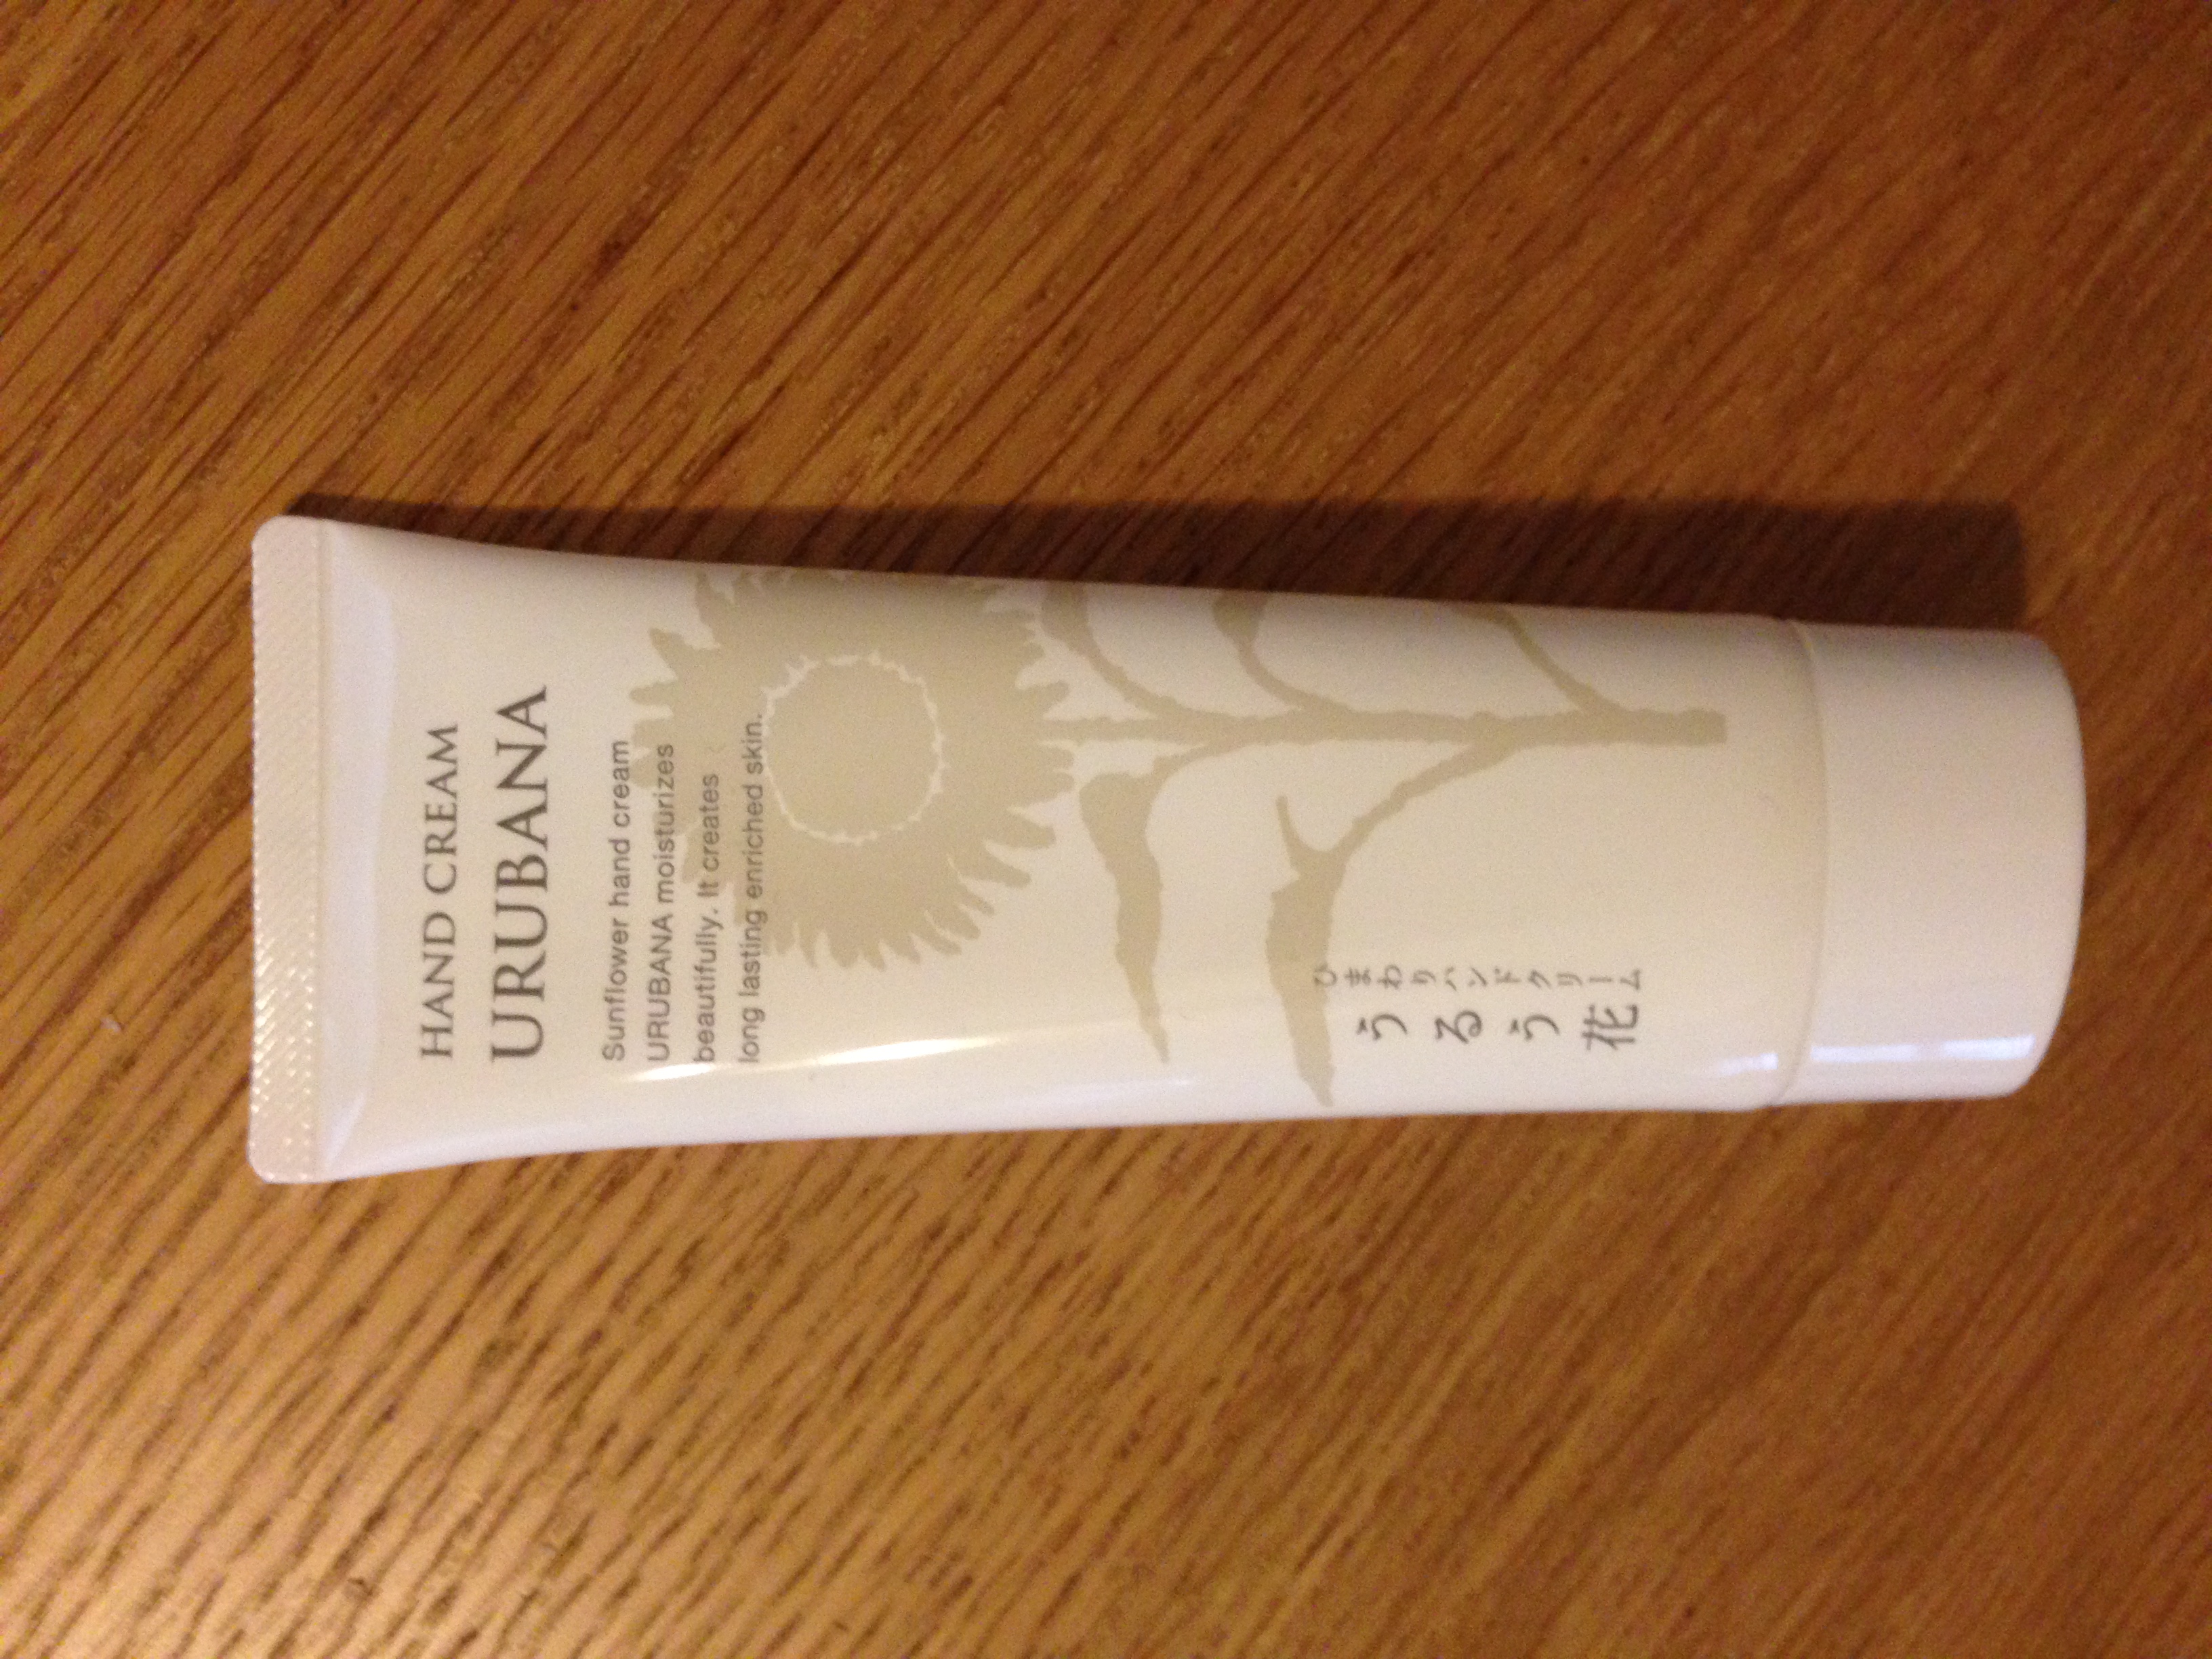 HAND CREAM
URUBANA
Sunflower hand cream
URUBANA moisturizes
beautifully. It creates
long lasting enriched skin.
ひまわりハンドクリーム
うるう花